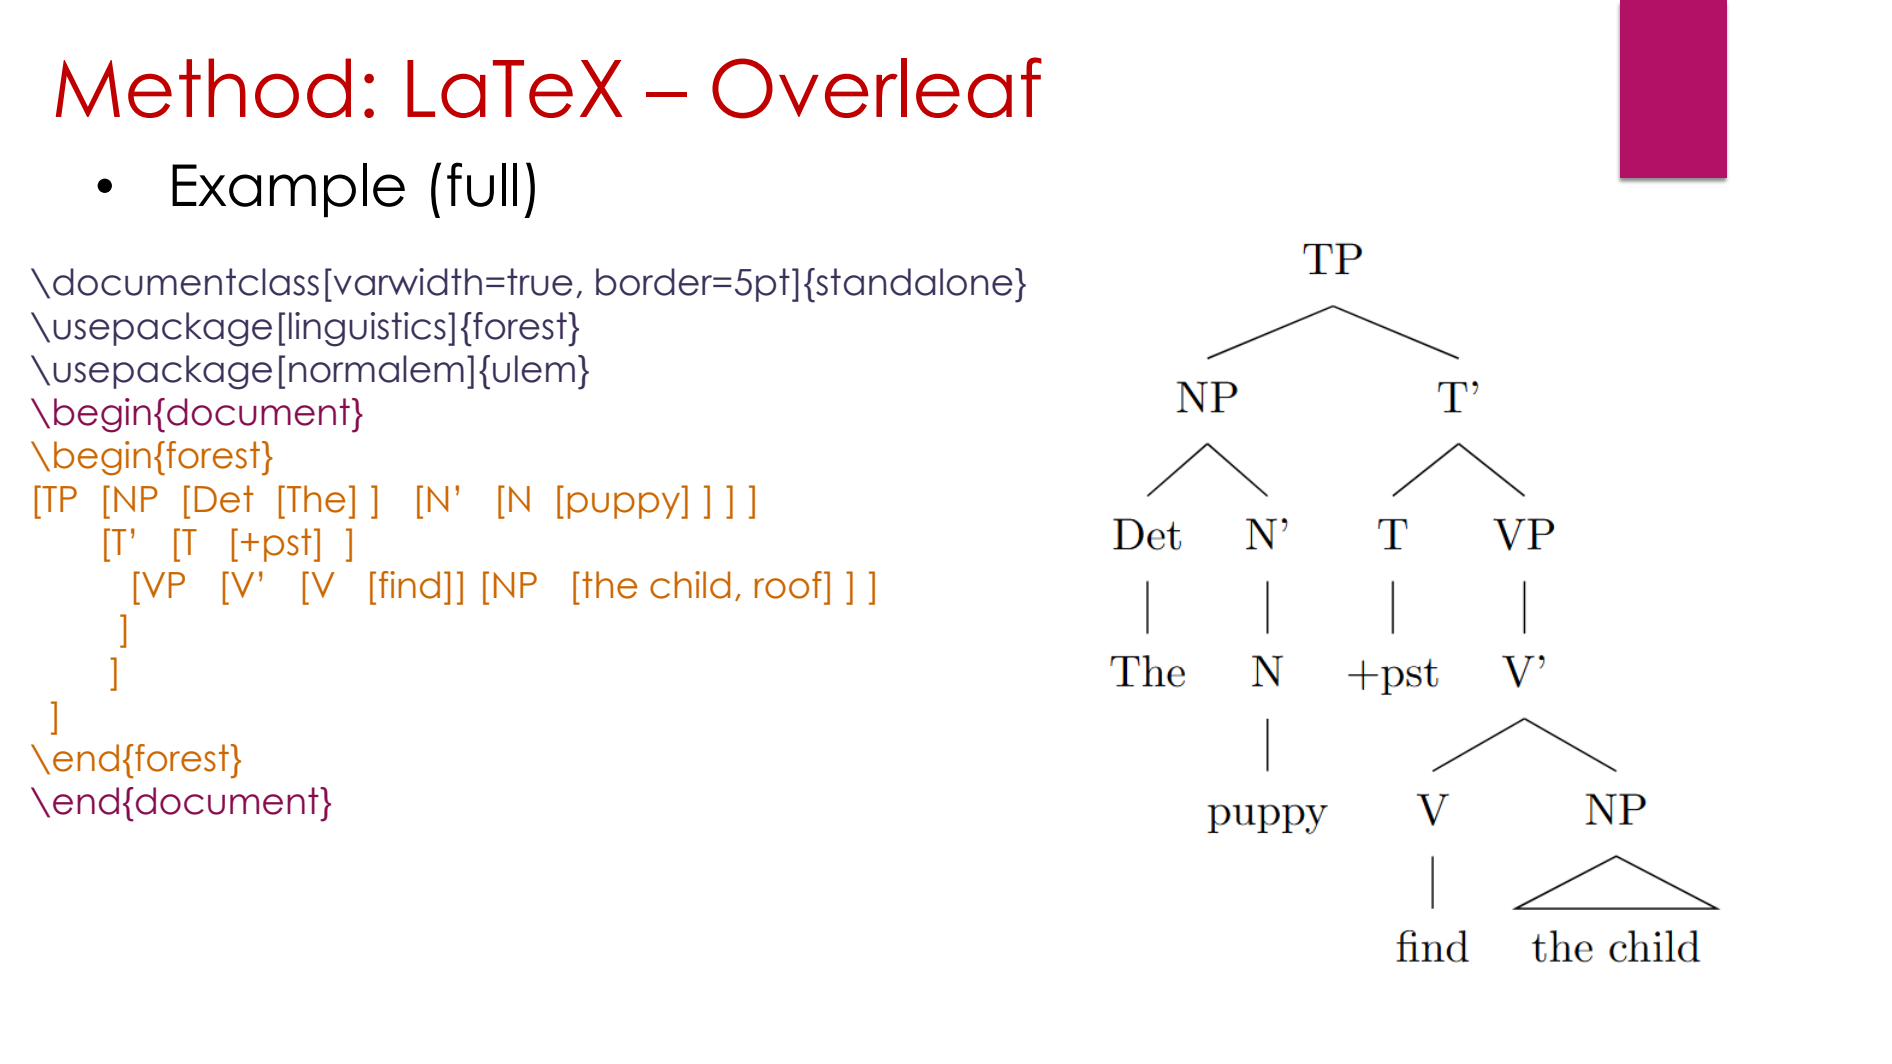 Method: LaTeX – Overleaf
• Example (full)
\documentclass[varwidth=true, border=5pt]{standalone}
\usepackage[linguistics]{forest}
\usepackage[normalem]{ulem}
\begin{document}
\begin{forest}
[TP [NP [Det [The] ] [N’ [N [puppy] ] ] ]
[T’ [T [+pst] ]
[VP [V’ [V [find]] [NP [the child, roof] ] ]
]
]
]
\end{forest}
\end{document}
TP
NP T’
Det N’ T VP
The N +pst V’
puppy V NP
find the child